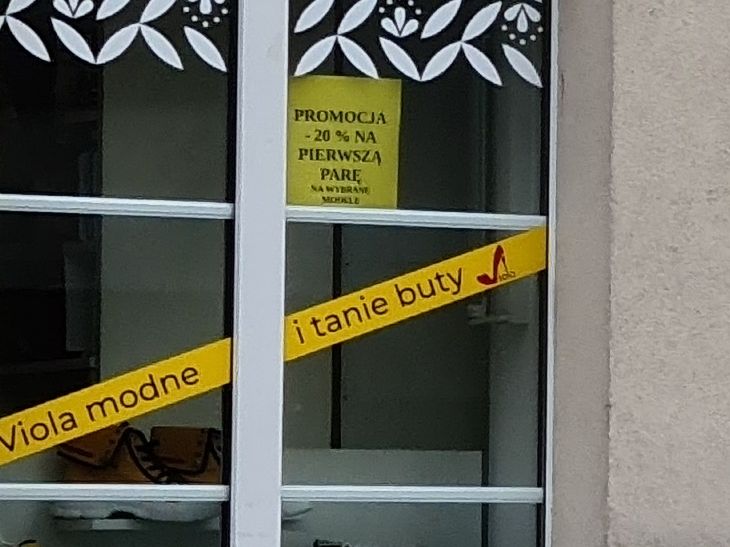 PROMOCJA
- 20 % NA
PIERWSZĄ
PARĘ
NA WYBRANE
MODELE
Viola modne i tanie buty